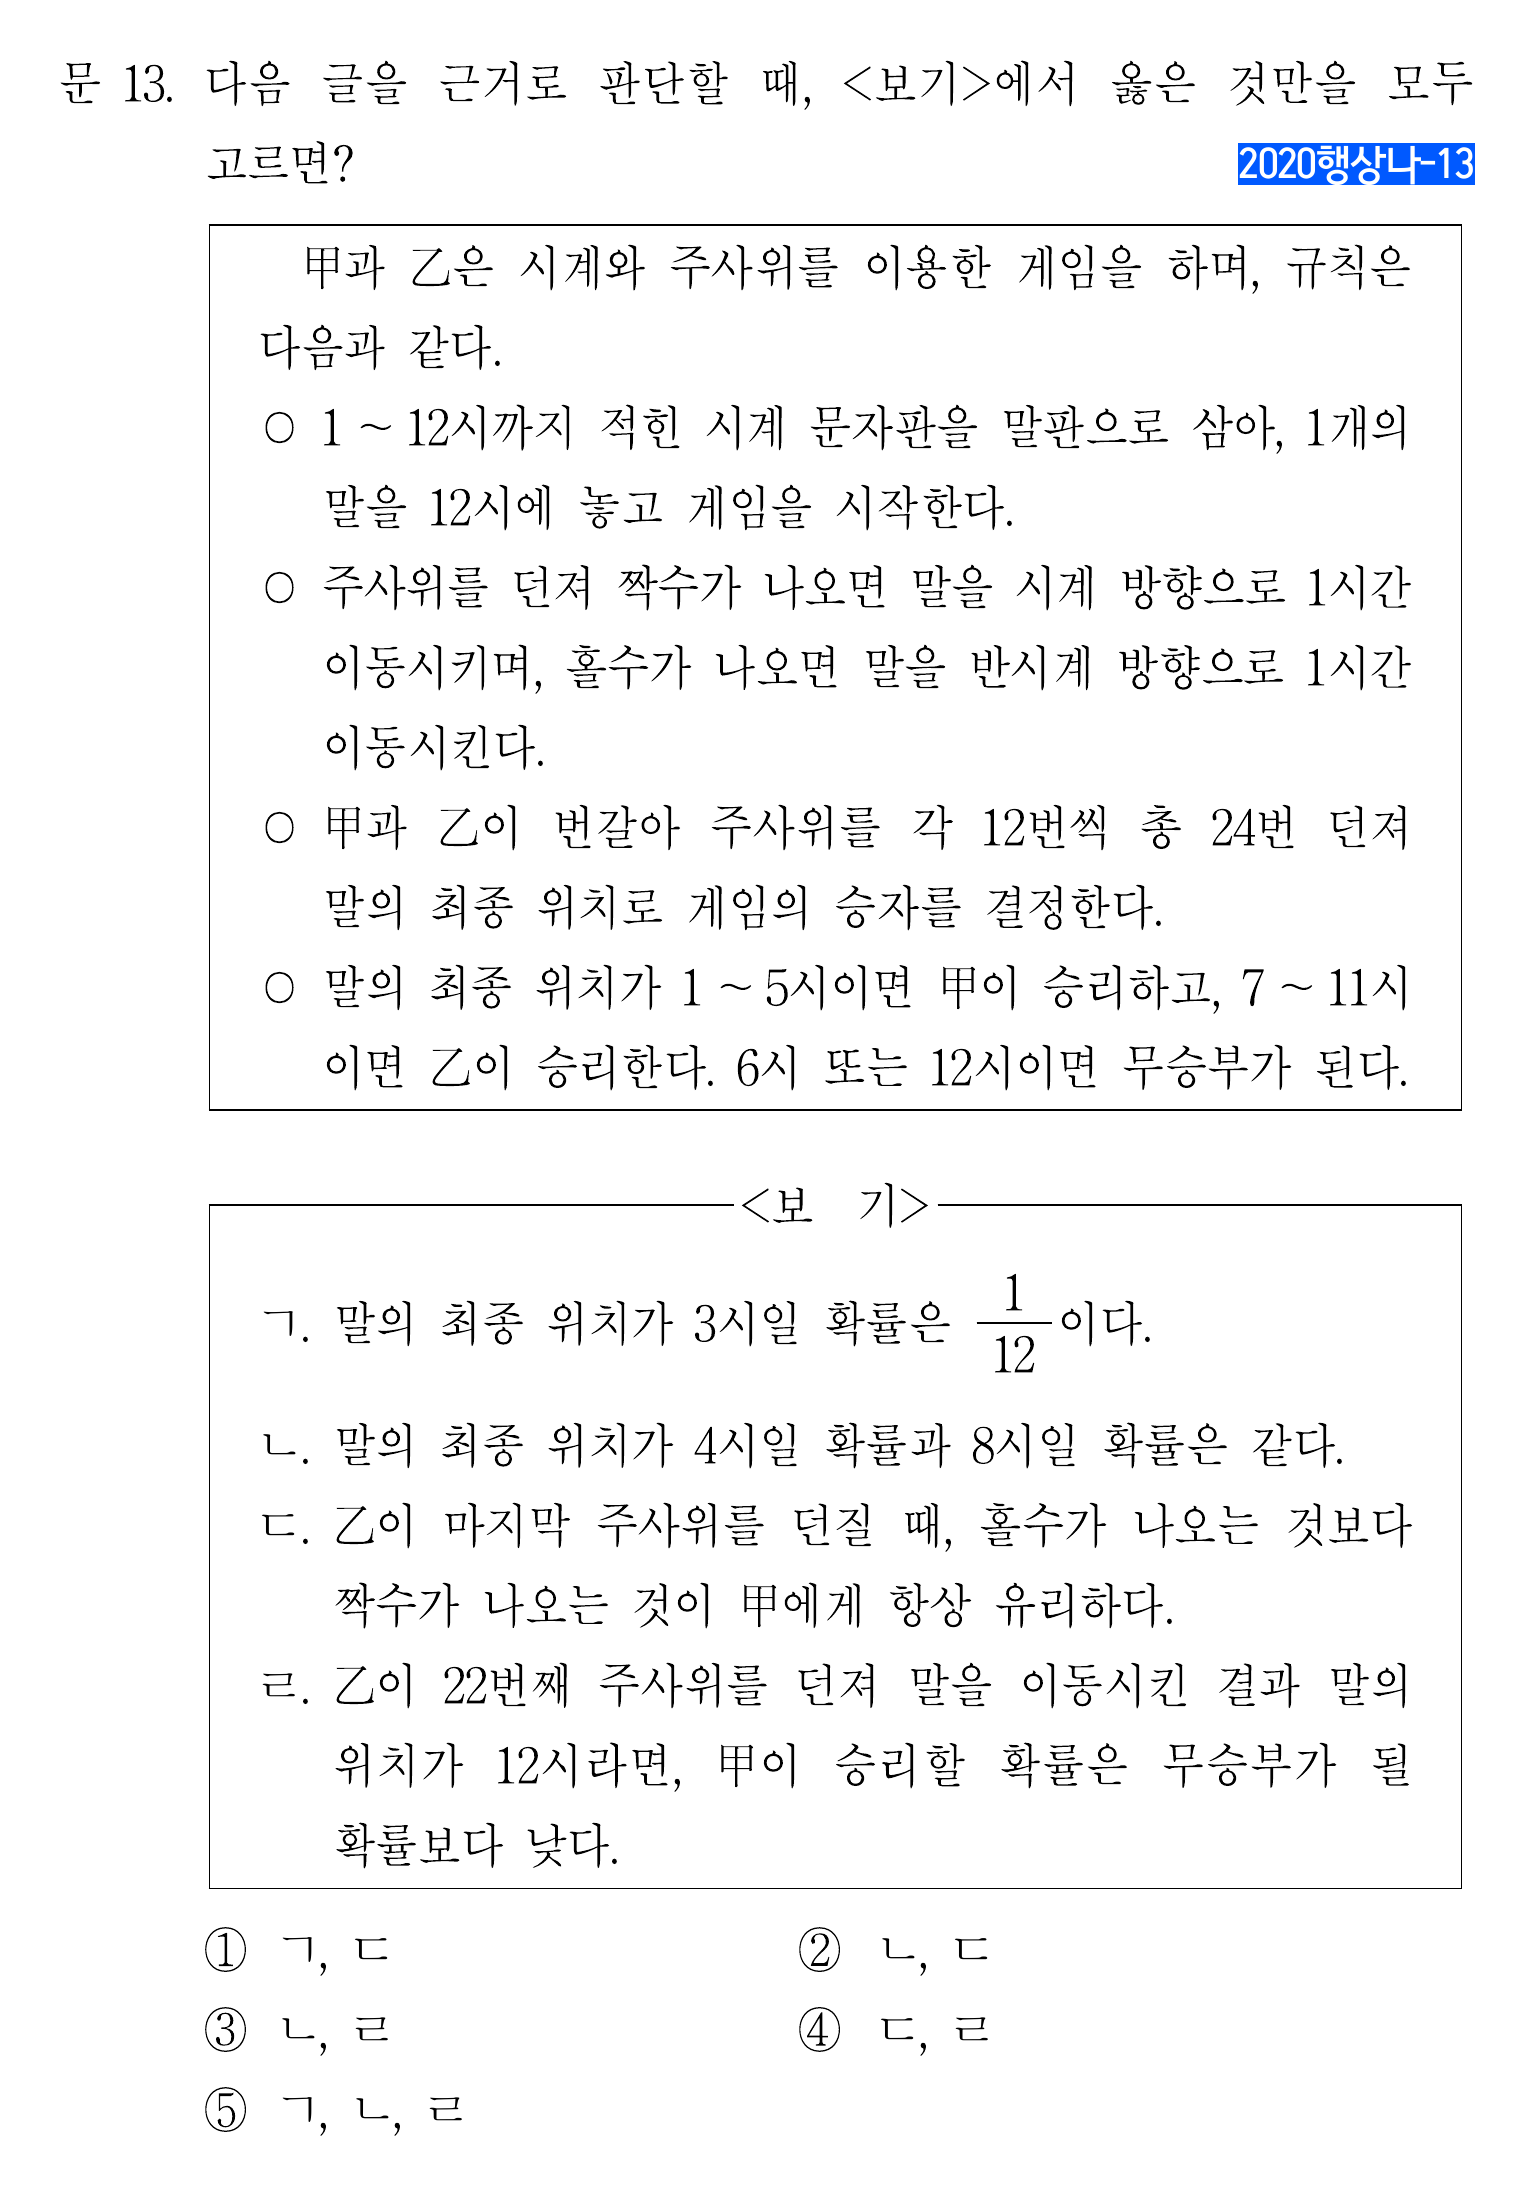 문 13. 다음 글을 근거로 판단할 때, <보기>에서 옳은 것만을 모두
고르면?
2020행상나-13
甲과 乙은 시계와 주사위를 이용한 게임을 하며, 규칙은
다음과 같다.
○ 1 ~ 12시까지 적힌 시계 문자판을 말판으로 삼아, 1개의
말을 12시에 놓고 게임을 시작한다.
○ 주사위를 던져 짝수가 나오면 말을 시계 방향으로 1시간
이동시키며, 홀수가 나오면 말을 반시계 방향으로 1시간
이동시킨다.
○ 甲과 乙이 번갈아 주사위를 각 12번씩 총 24번 던져
말의 최종 위치로 게임의 승자를 결정한다.
○ 말의 최종 위치가 1 ~ 5시이면 甲이 승리하고, 7 ~ 11시
이면 乙이 승리한다. 6시 또는 12시이면 무승부가 된다.
<보 기>
ㄱ. 말의 최종 위치가 3시일 확률은 1/12이다.
ㄴ. 말의 최종 위치가 4시일 확률과 8시일 확률은 같다.
ㄷ. 乙이 마지막 주사위를 던질 때, 홀수가 나오는 것보다
짝수가 나오는 것이 甲에게 항상 유리하다.
ㄹ. 乙이 22번째 주사위를 던져 말을 이동시킨 결과 말의
위치가 12시라면, 甲이 승리할 확률은 무승부가 될
확률보다 낮다.
① ㄱ, ㄷ ② ㄴ, ㄷ
③ ㄴ, ㄹ ④ ㄷ, ㄹ
⑤ ㄱ, ㄴ, ㄹ